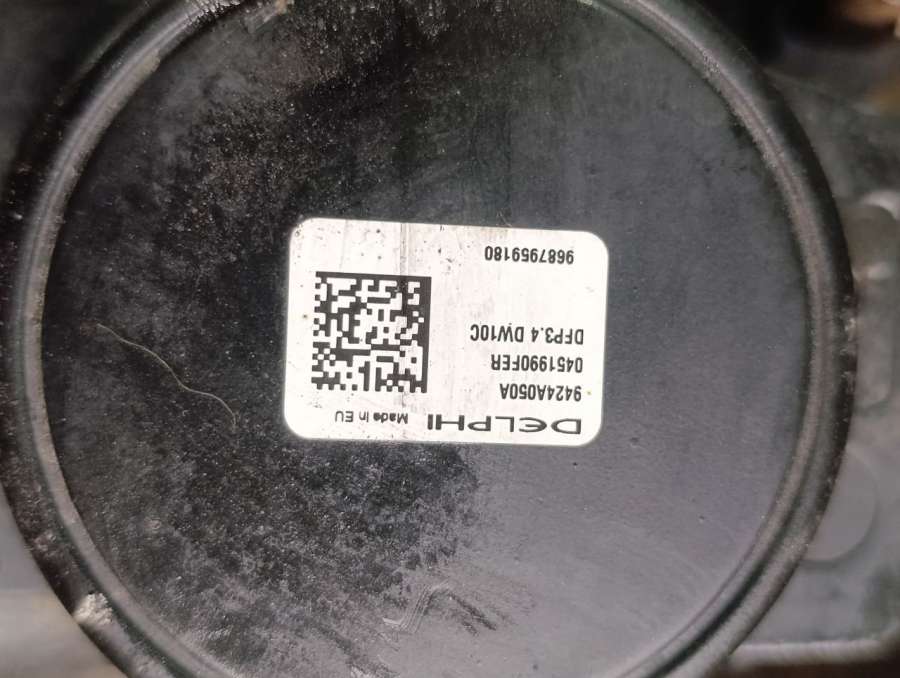 DELPHI Made in EU
9424A050A
0451990FER
DFP3.4 DW10C
9687959180